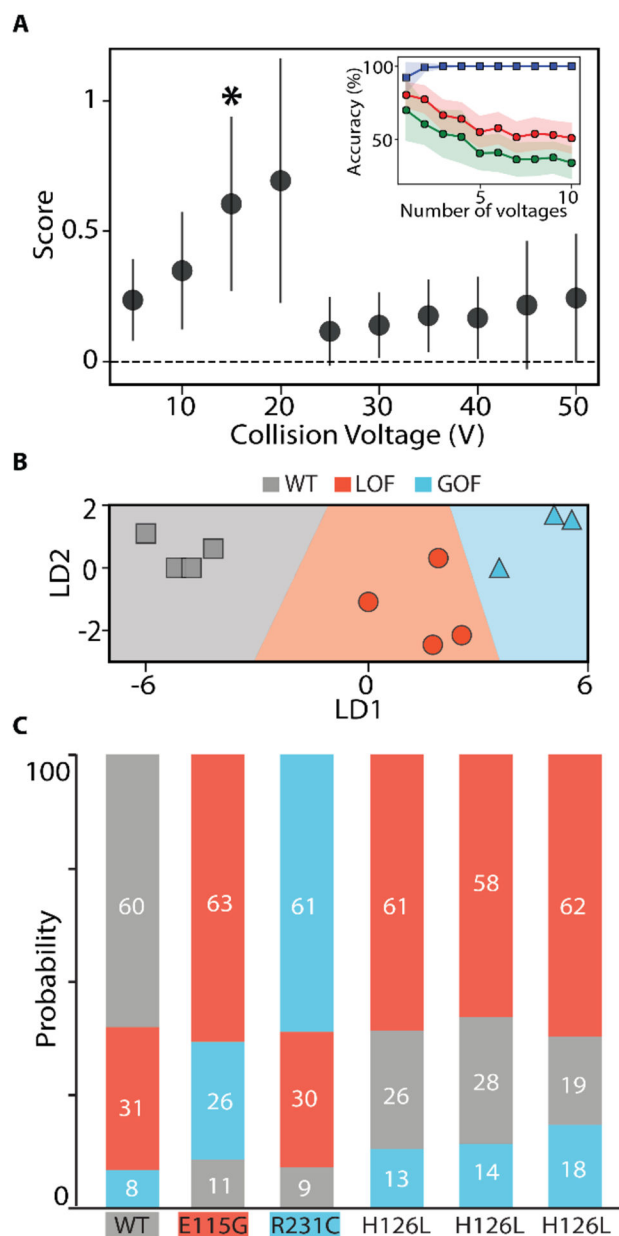 A
*
1
0.5
0
Score
10 20 30 40 50
Collision Voltage (V)
100
50
Accuracy (%)
5 10
Number of voltages
B
WT LOF GOF
2
0
-2
LD2
-6 0 6
LD1
C
100
0
Probability
60 63 61 61 58 62
31 26 30 26 28 19
8 11 9 13 14 18
WT E115G R231C H126L H126L H126L